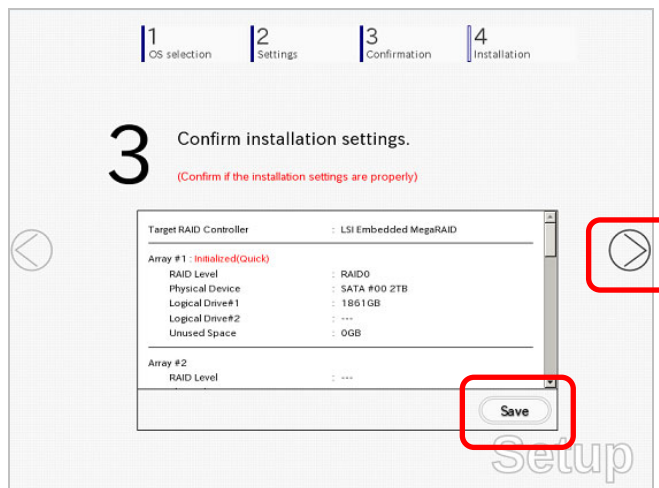 1
OS selection
2
Settings
3
Confirmation
4
Installation
3
Confirm installation settings.
(Confirm if the installation settings are properly)
Target RAID Controller : LSI Embedded MegaRAID
Array #1 : Initialized(Quick)
RAID Level : RAID0
Physical Device : SATA #00 2TB
Logical Drive#1 : 1861GB
Logical Drive#2 : ---
Unused Space : 0GB
Array #2
RAID Level : ---
Save
Setup